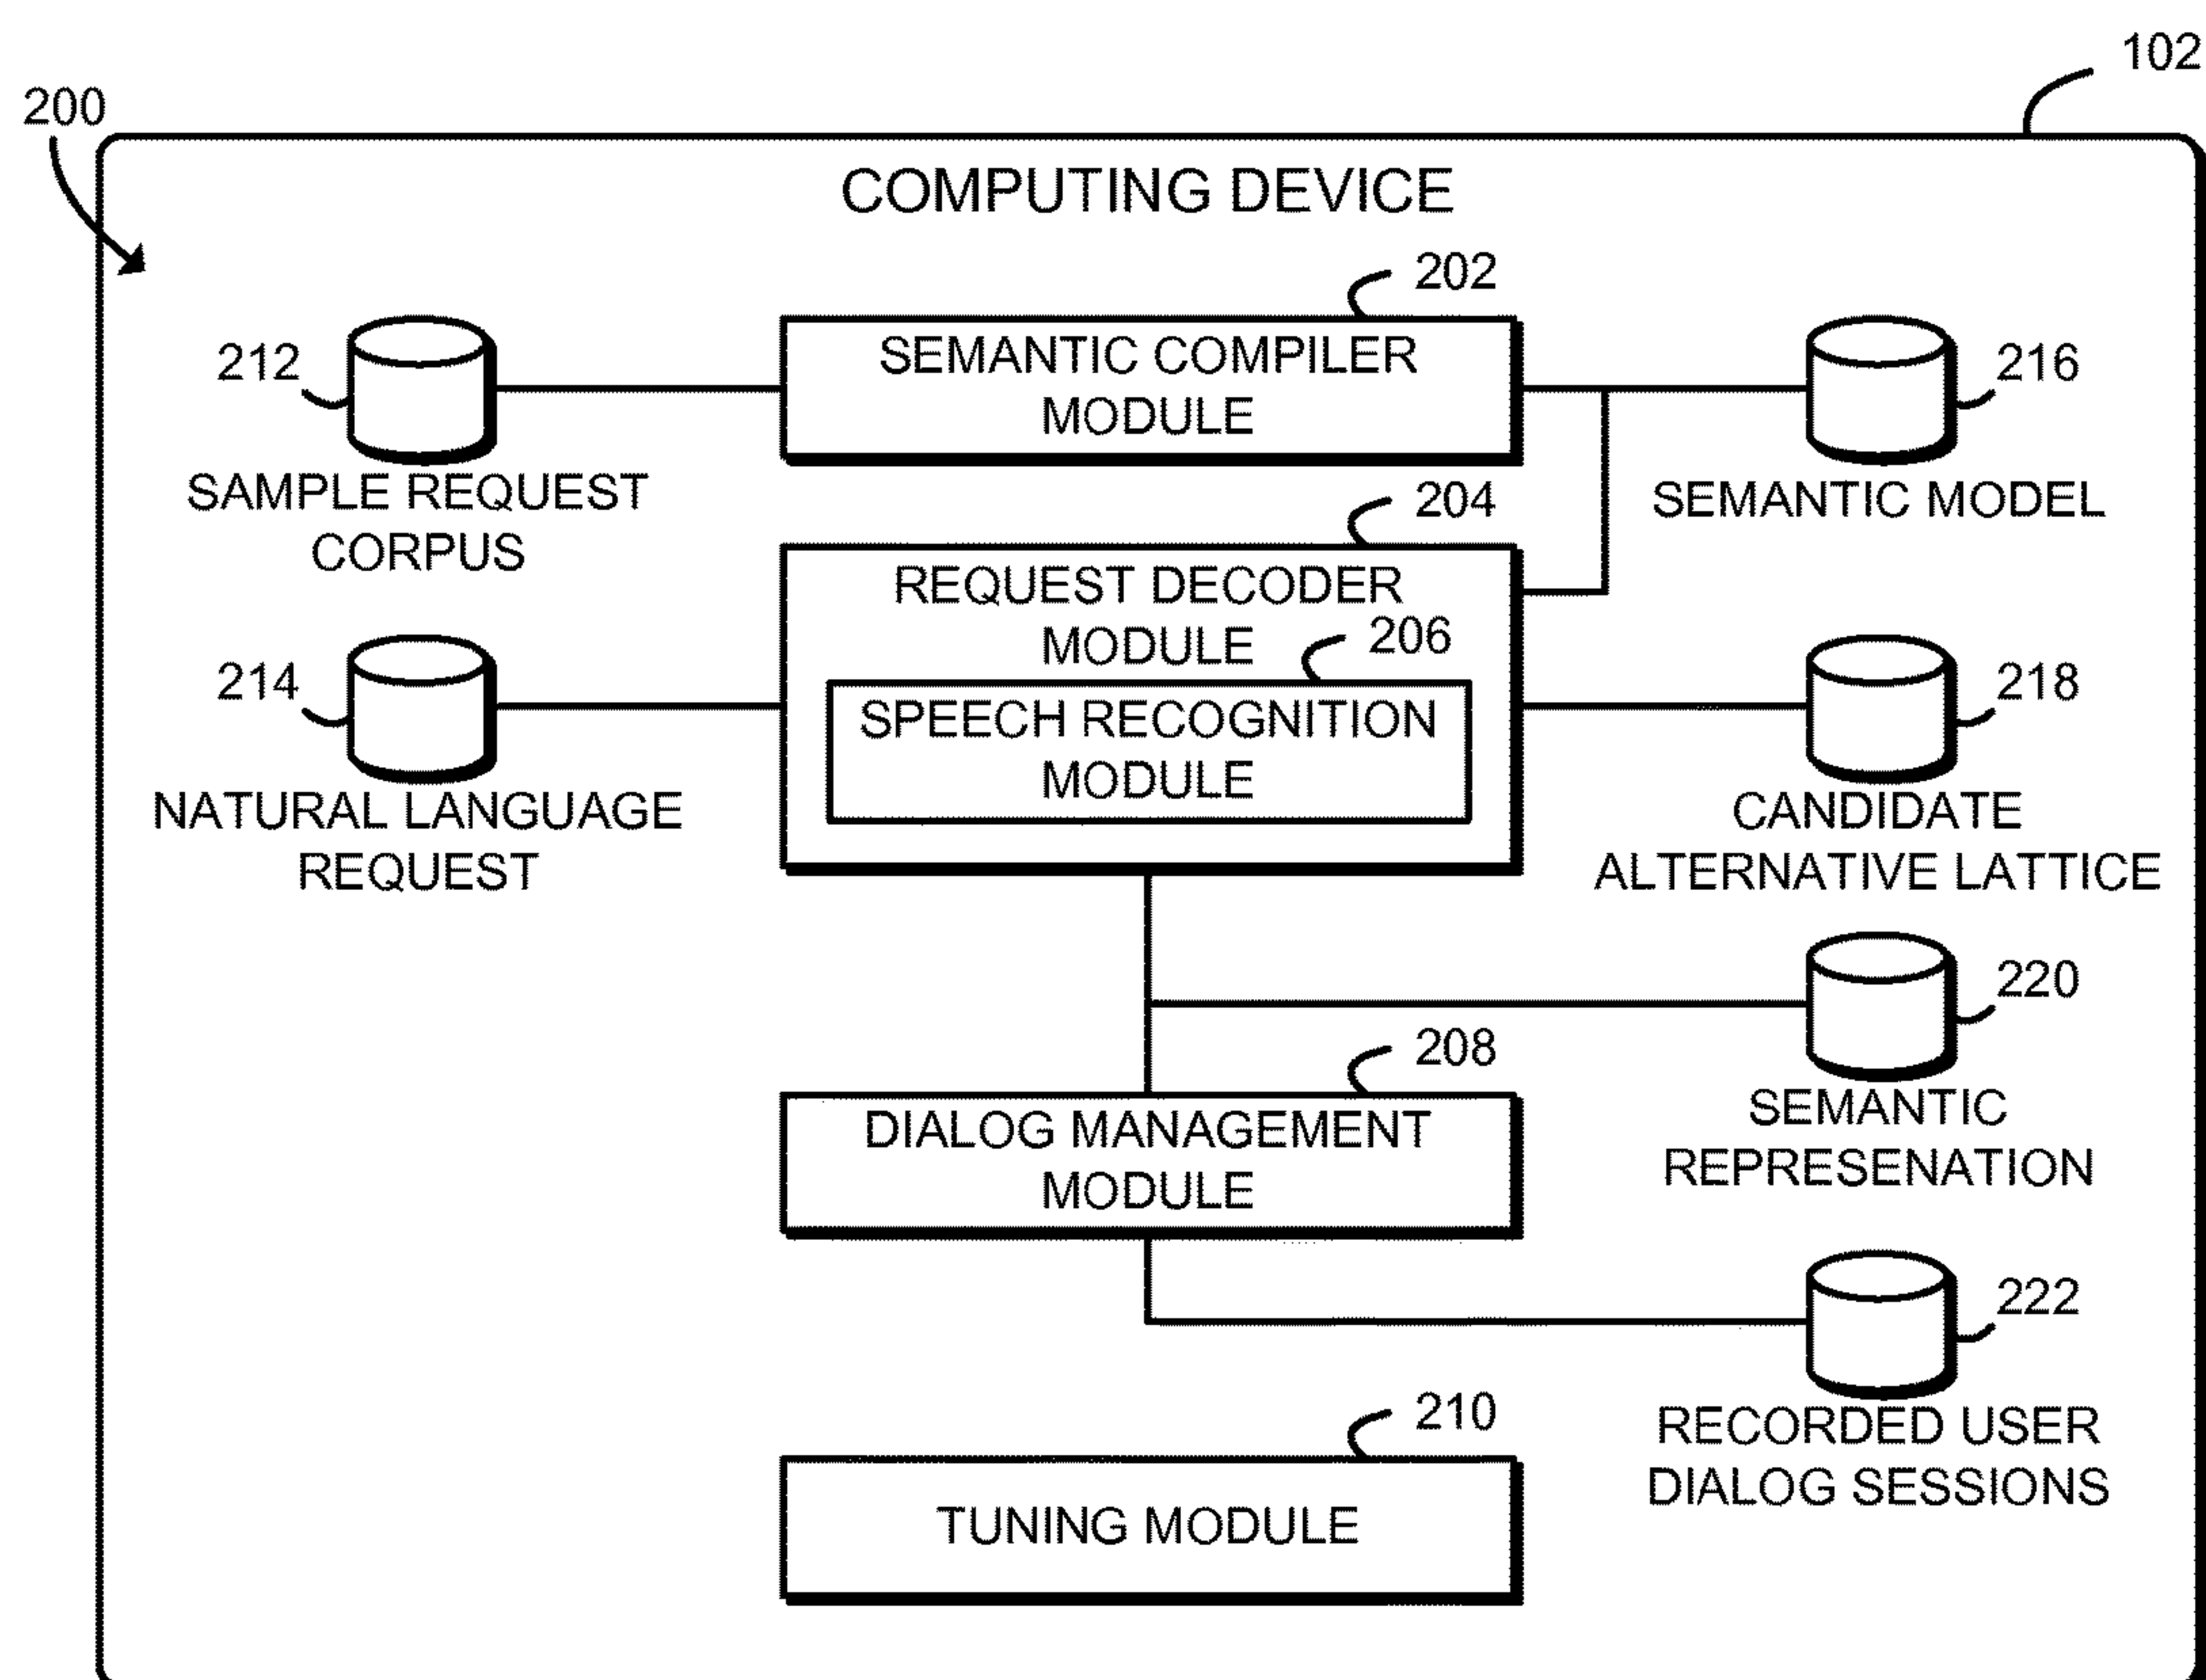 102
200
COMPUTING DEVICE
202
212
SEMANTIC COMPILER
MODULE
216
SAMPLE REQUEST
CORPUS
204
SEMANTIC MODEL
REQUEST DECODER
MODULE
206
214
SPEECH RECOGNITION
MODULE
218
NATURAL LANGUAGE
REQUEST
CANDIDATE
ALTERNATIVE LATTICE
220
208
DIALOG MANAGEMENT
MODULE
SEMANTIC
REPRESENATION
222
210
RECORDED USER
DIALOG SESSIONS
TUNING MODULE